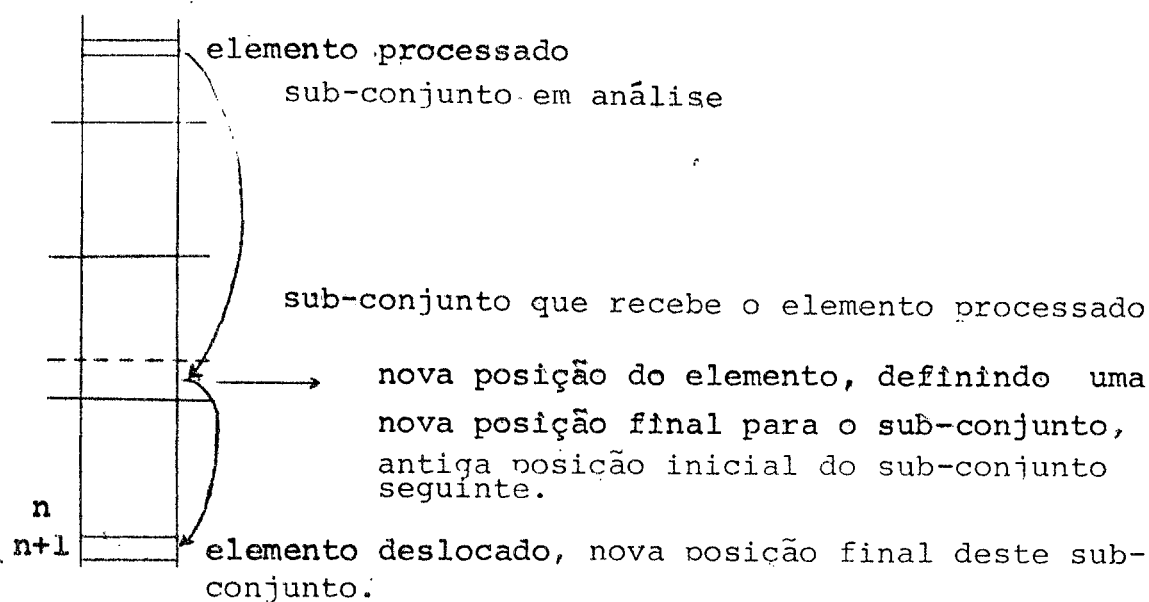 elemento processado
sub-conjunto em análise
sub-conjunto que recebe o elemento processado
nova posição do elemento, definindo uma
nova posição final para o sub-conjunto,
antiga posição inicial do sub-conjunto
seguinte.
n
n+1
elemento deslocado, nova posição final deste sub-
conjunto.